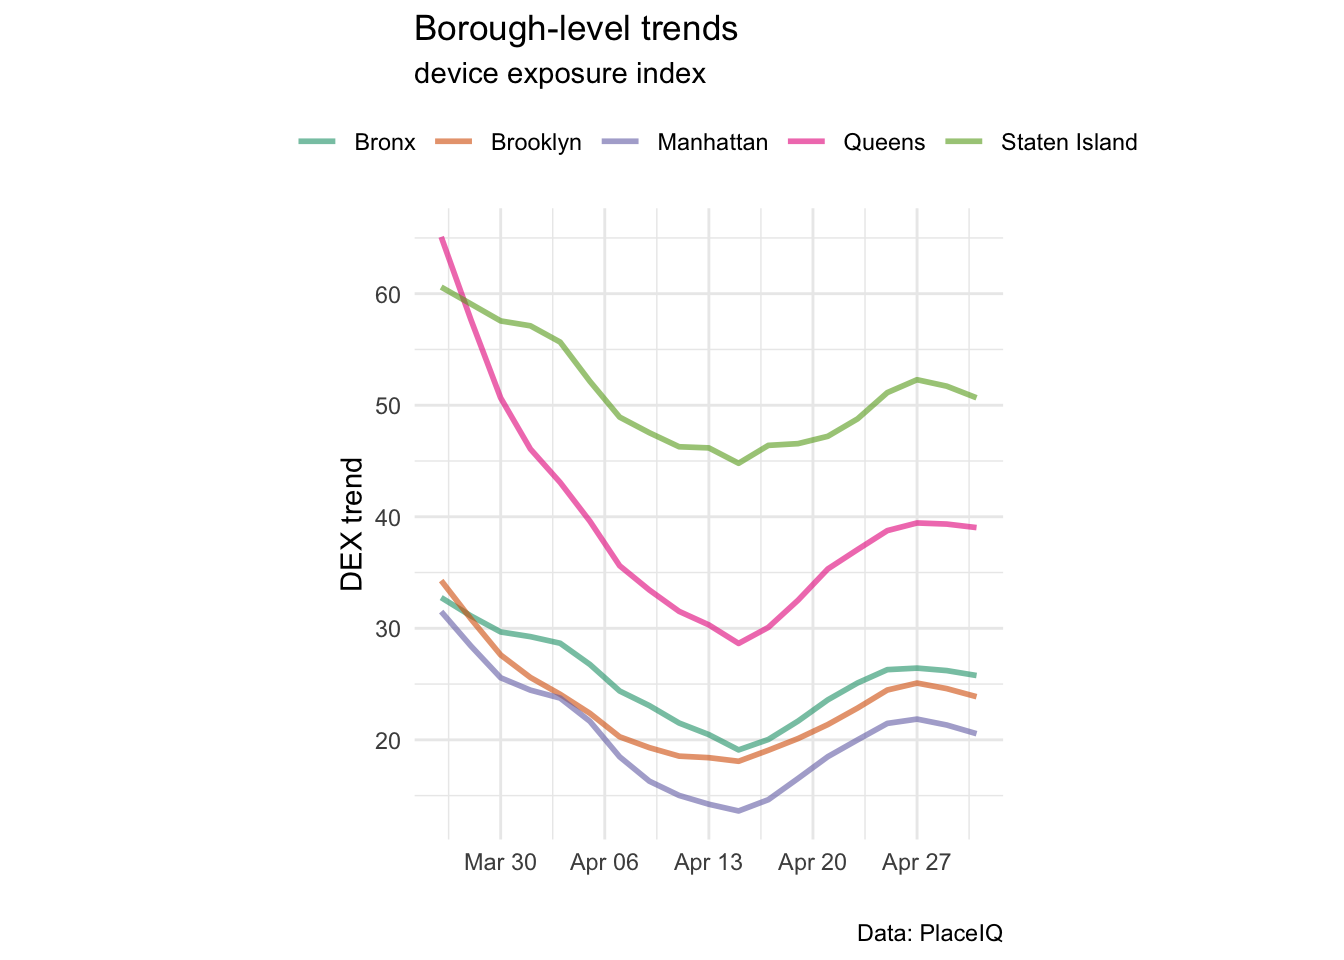 Borough-level trends
device exposure index
Bronx Brooklyn Manhattan Queens Staten Island
DEX trend
60
50
40
30
20
Mar 30 Apr 06 Apr 13 Apr 20 Apr 27
Data: PlaceIQ